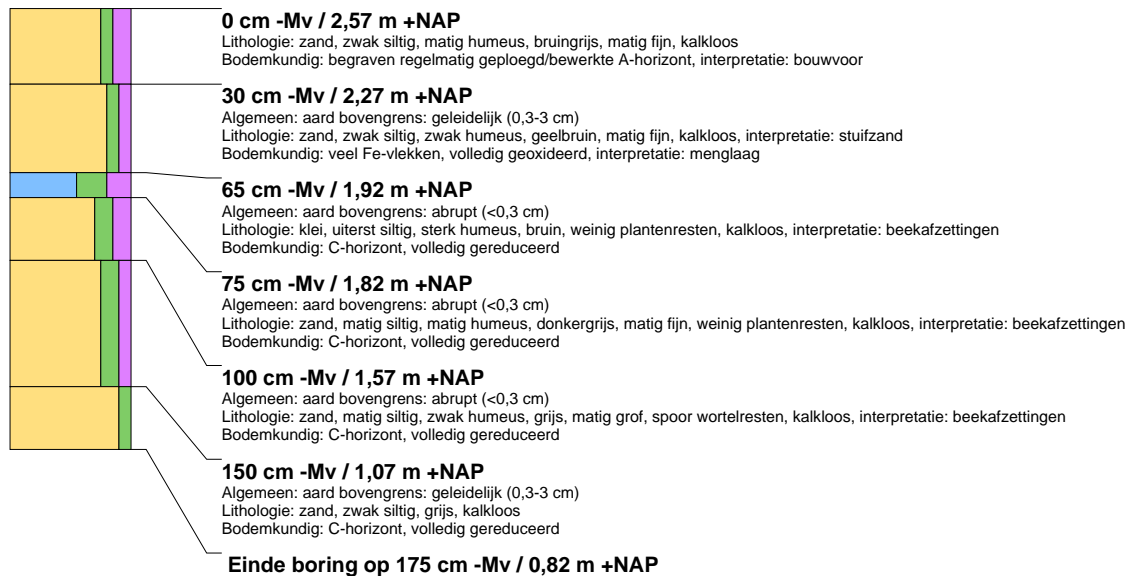 0 cm -Mv / 2,57 m +NAP
Lithologie: zand, zwak siltig, matig humeus, bruingrijs, matig fijn, kalkloos
Bodemkundig: begraven regelmatig geploegd/bewerkte A-horizont, interpretatie: bouwvoor
30 cm -Mv / 2,27 m +NAP
Algemeen: aard bovengrens: geleidelijk (0,3-3 cm)
Lithologie: zand, zwak siltig, zwak humeus, geelbruin, matig fijn, kalkloos, interpretatie: stuifzand
Bodemkundig: veel Fe-vlekken, volledig geoxideerd, interpretatie: menglaag
65 cm -Mv / 1,92 m +NAP
Algemeen: aard bovengrens: abrupt (<0,3 cm)
Lithologie: klei, uiterst siltig, sterk humeus, bruin, weinig plantenresten, kalkloos, interpretatie: beekafzettingen
Bodemkundig: C-horizont, volledig gereduceerd
75 cm -Mv / 1,82 m +NAP
Algemeen: aard bovengrens: abrupt (<0,3 cm)
Lithologie: zand, matig siltig, matig humeus, donkergrijs, matig fijn, weinig plantenresten, kalkloos, interpretatie: beekafzettingen
Bodemkundig: C-horizont, volledig gereduceerd
100 cm -Mv / 1,57 m +NAP
Algemeen: aard bovengrens: abrupt (<0,3 cm)
Lithologie: zand, matig siltig, zwak humeus, grijs, matig grof, spoor wortelresten, kalkloos, interpretatie: beekafzettingen
Bodemkundig: C-horizont, volledig gereduceerd
150 cm -Mv / 1,07 m +NAP
Algemeen: aard bovengrens: geleidelijk (0,3-3 cm)
Lithologie: zand, zwak siltig, grijs, kalkloos
Bodemkundig: C-horizont, volledig gereduceerd
Einde boring op 175 cm -Mv / 0,82 m +NAP